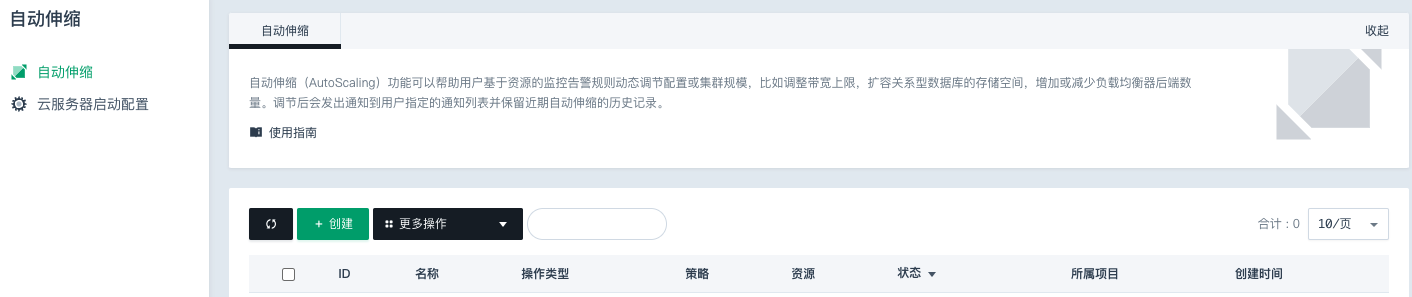 自动伸缩
自动伸缩
云服务器启动配置
自动伸缩
收起
自动伸缩（AutoScaling）功能可以帮助用户基于资源的监控告警规则动态调节配置或集群规模，比如调整带宽上限，扩容关系型数据库的存储空间，增加或减少负载均衡器后端数
量。调节后会发出通知到用户指定的通知列表并保留近期自动伸缩的历史记录。
使用指南
+ 创建 更多操作 合计：0 10/页
ID 名称 操作类型 策略 资源 状态 所属项目 创建时间